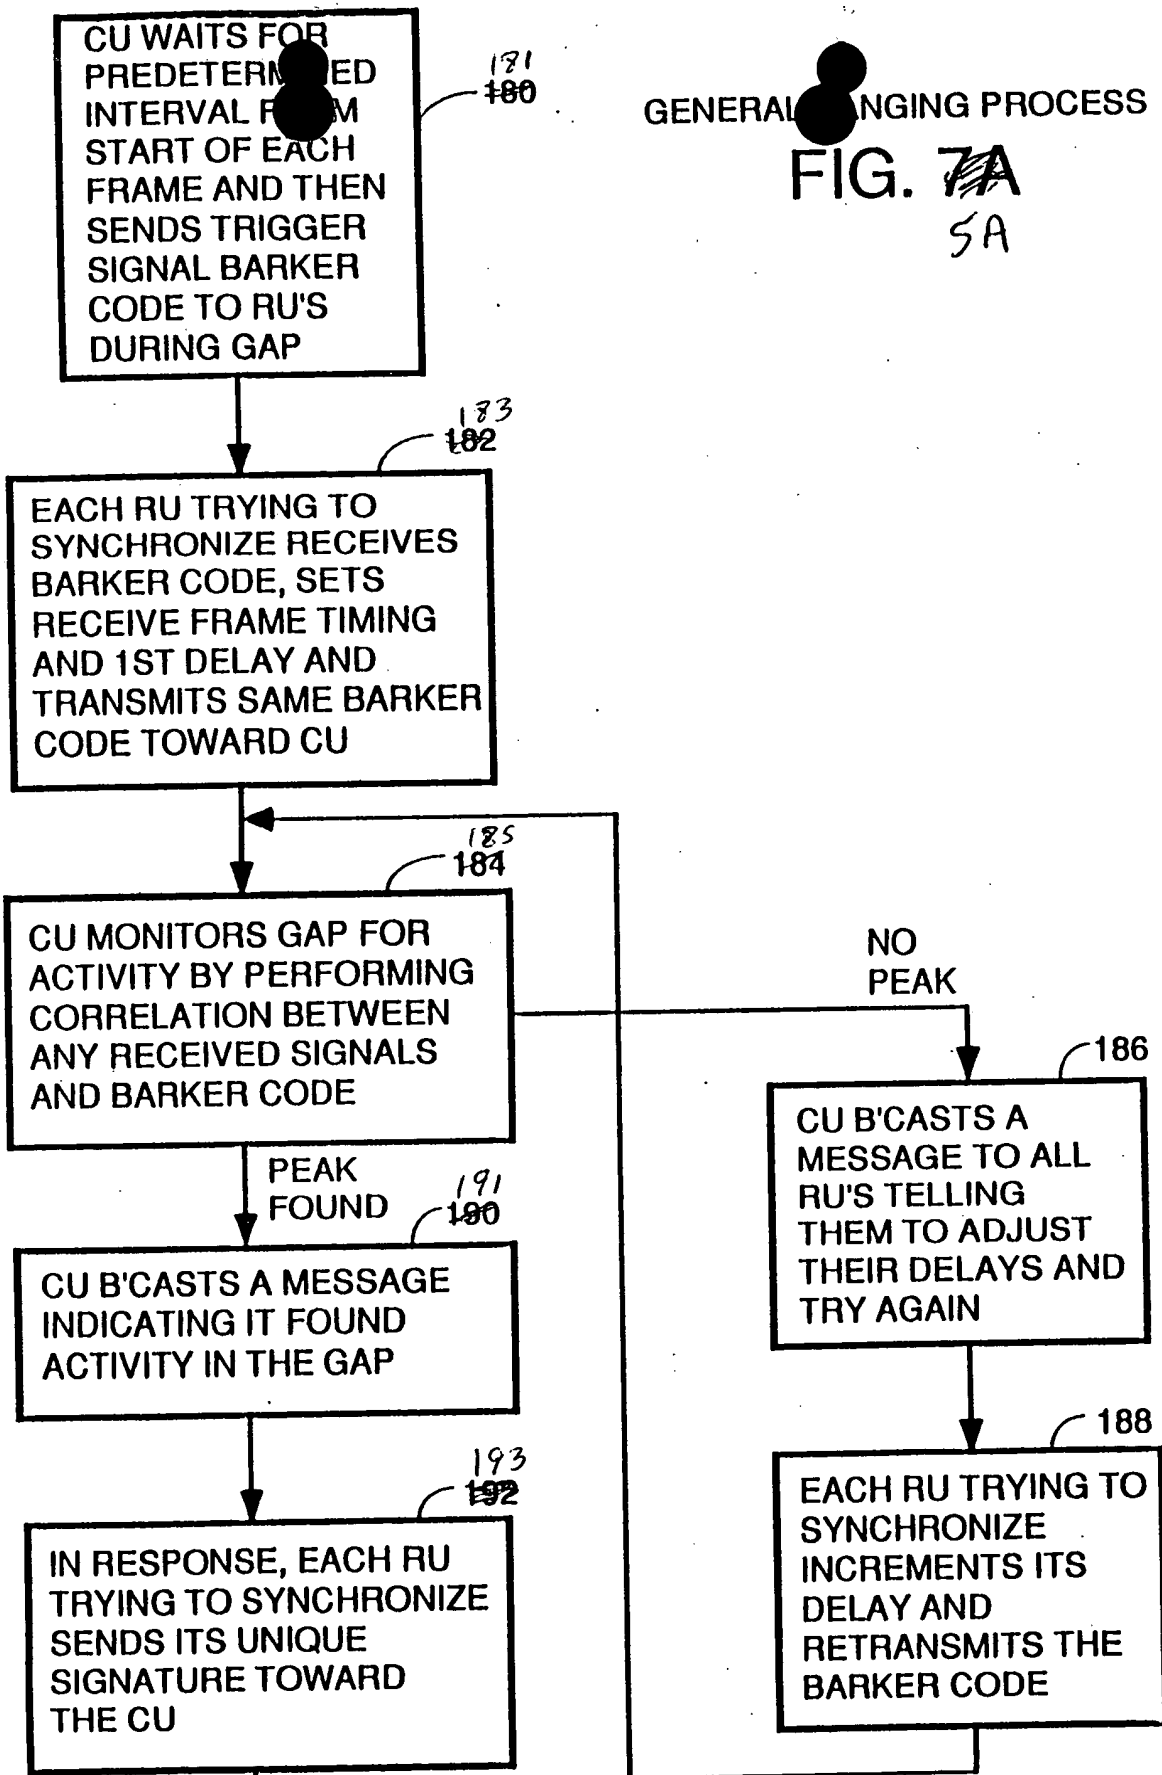 CU WAITS FOR
INTERVAL
START OF EACH
FRAME AND THEN
SENDS TRIGGER
SIGNAL BARKER
CODE TO RU'S
DURING GAP
181
180
GENERAL PROCESS
FIG. 7A
5A
183
182
EACH RU TRYING TO
SYNCHRONIZE RECEIVES
BARKER CODE, SETS
RECEIVE FRAME TIMING
AND 1ST DELAY AND
TRANSMITS SAME BARKER
CODE TOWARD CU
185
184
CU MONITORS GAP FOR
ACTIVITY BY PERFORMING
CORRELATION BETWEEN
ANY RECEIVED SIGNALS
AND BARKER CODE
NO
PEAK
186
CU B'CASTS A
MESSAGE TO ALL
RU'S TELLING
THEM TO ADJUST
THEIR DELAYS AND
TRY AGAIN
PEAK
FOUND
191
190
CU B'CASTS A MESSAGE
INDICATING IT FOUND
ACTIVITY IN THE GAP
188
EACH RU TRYING TO
SYNCHRONIZE
INCREMENTS ITS
DELAY AND
RETRANSMITS THE
BARKER CODE
193
192
IN RESPONSE, EACH RU
TRYING TO SYNCHRONIZE
SENDS ITS UNIQUE
SIGNATURE TOWARD
THE CU